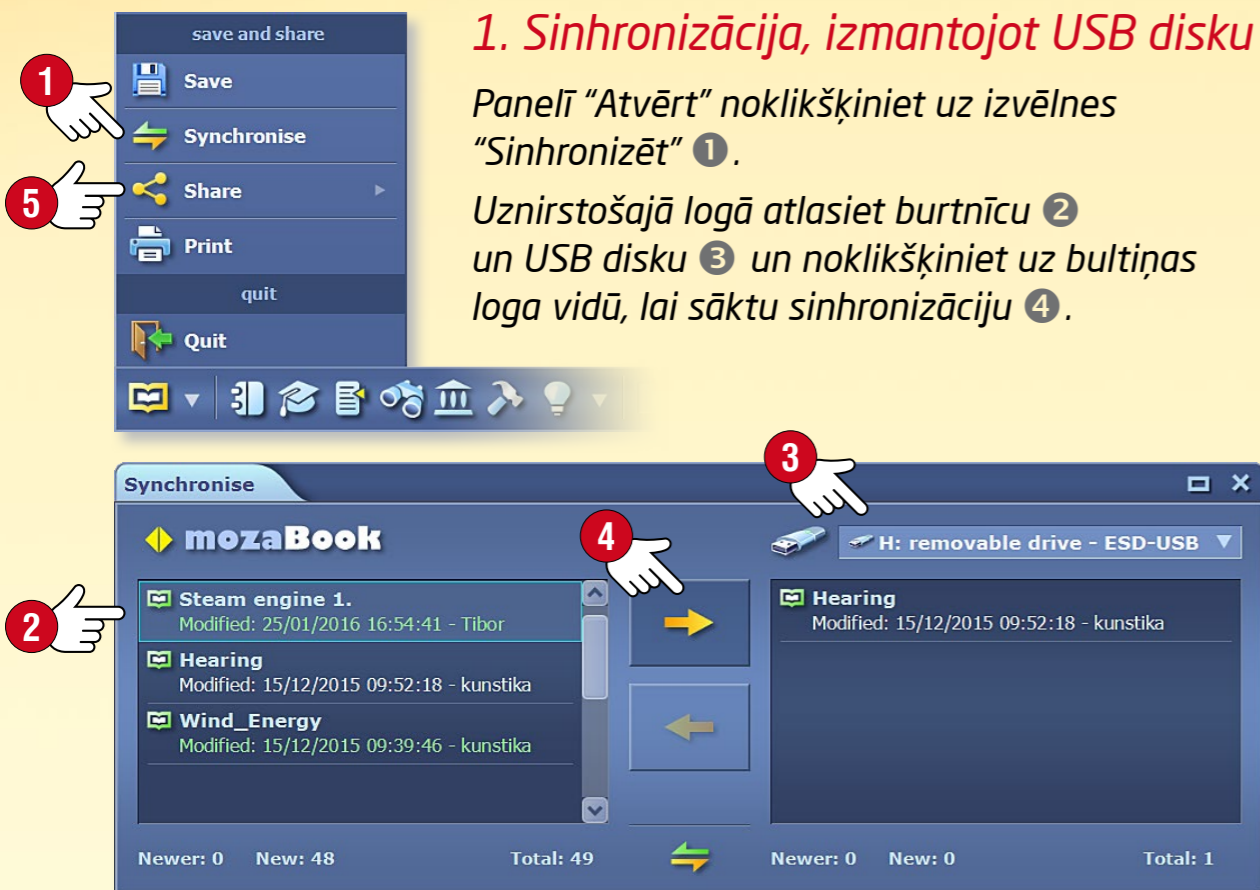 save and share
1
Save
Synchronise
5
Share
Print
quit
Quit
1. Sinhronizācija, izmantojot USB disku
Panelī “Atvērt” noklikšķiniet uz izvēlnes
“Sinhronizēt” ❶.
Uznirstošajā logā atlasiet burtnīcu ❷
un USB disku ❸ un noklikšķiniet uz bultiņas
loga vidū, lai sāktu sinhronizāciju ❹.
Synchronise
3
mozaBook
4
H: removable drive - ESD-USB
2
Steam engine 1.
Modified: 25/01/2016 16:54:41 - Tibor
Hearing
Modified: 15/12/2015 09:52:18 - kunstika
Wind_Energy
Modified: 15/12/2015 09:39:46 - kunstika
Hearing
Modified: 15/12/2015 09:52:18 - kunstika
Newer: 0 New: 48 Total: 49
Newer: 0 New: 0 Total: 1